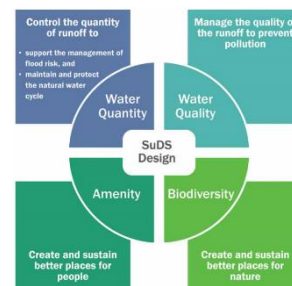 Control the quantity
of runoff to
• support the management of
flood risk, and
• maintain and protect
the natural water
cycle
Manage the quality of
the runoff to prevent
pollution
Water
Quantity
Water
Quality
SuDS
Design
Amenity
Biodiversity
Create and sustain
better places for
people
Create and sustain
better places for
nature